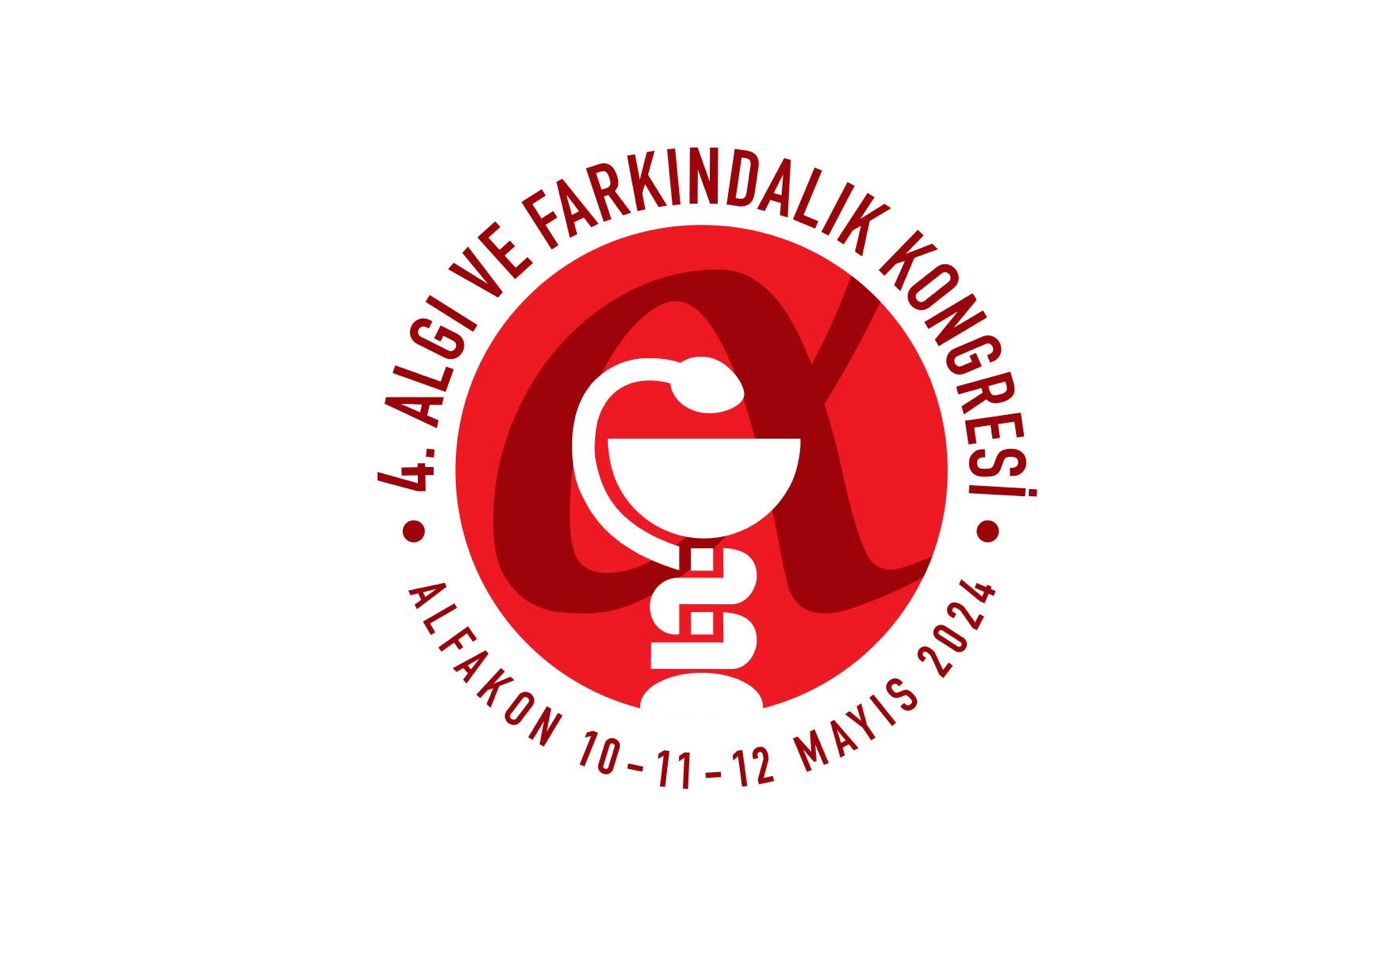 4. ALGI VE FARKINDALIK KONGRESİ
ALFAKON 10-11-12 MAYIS 2024